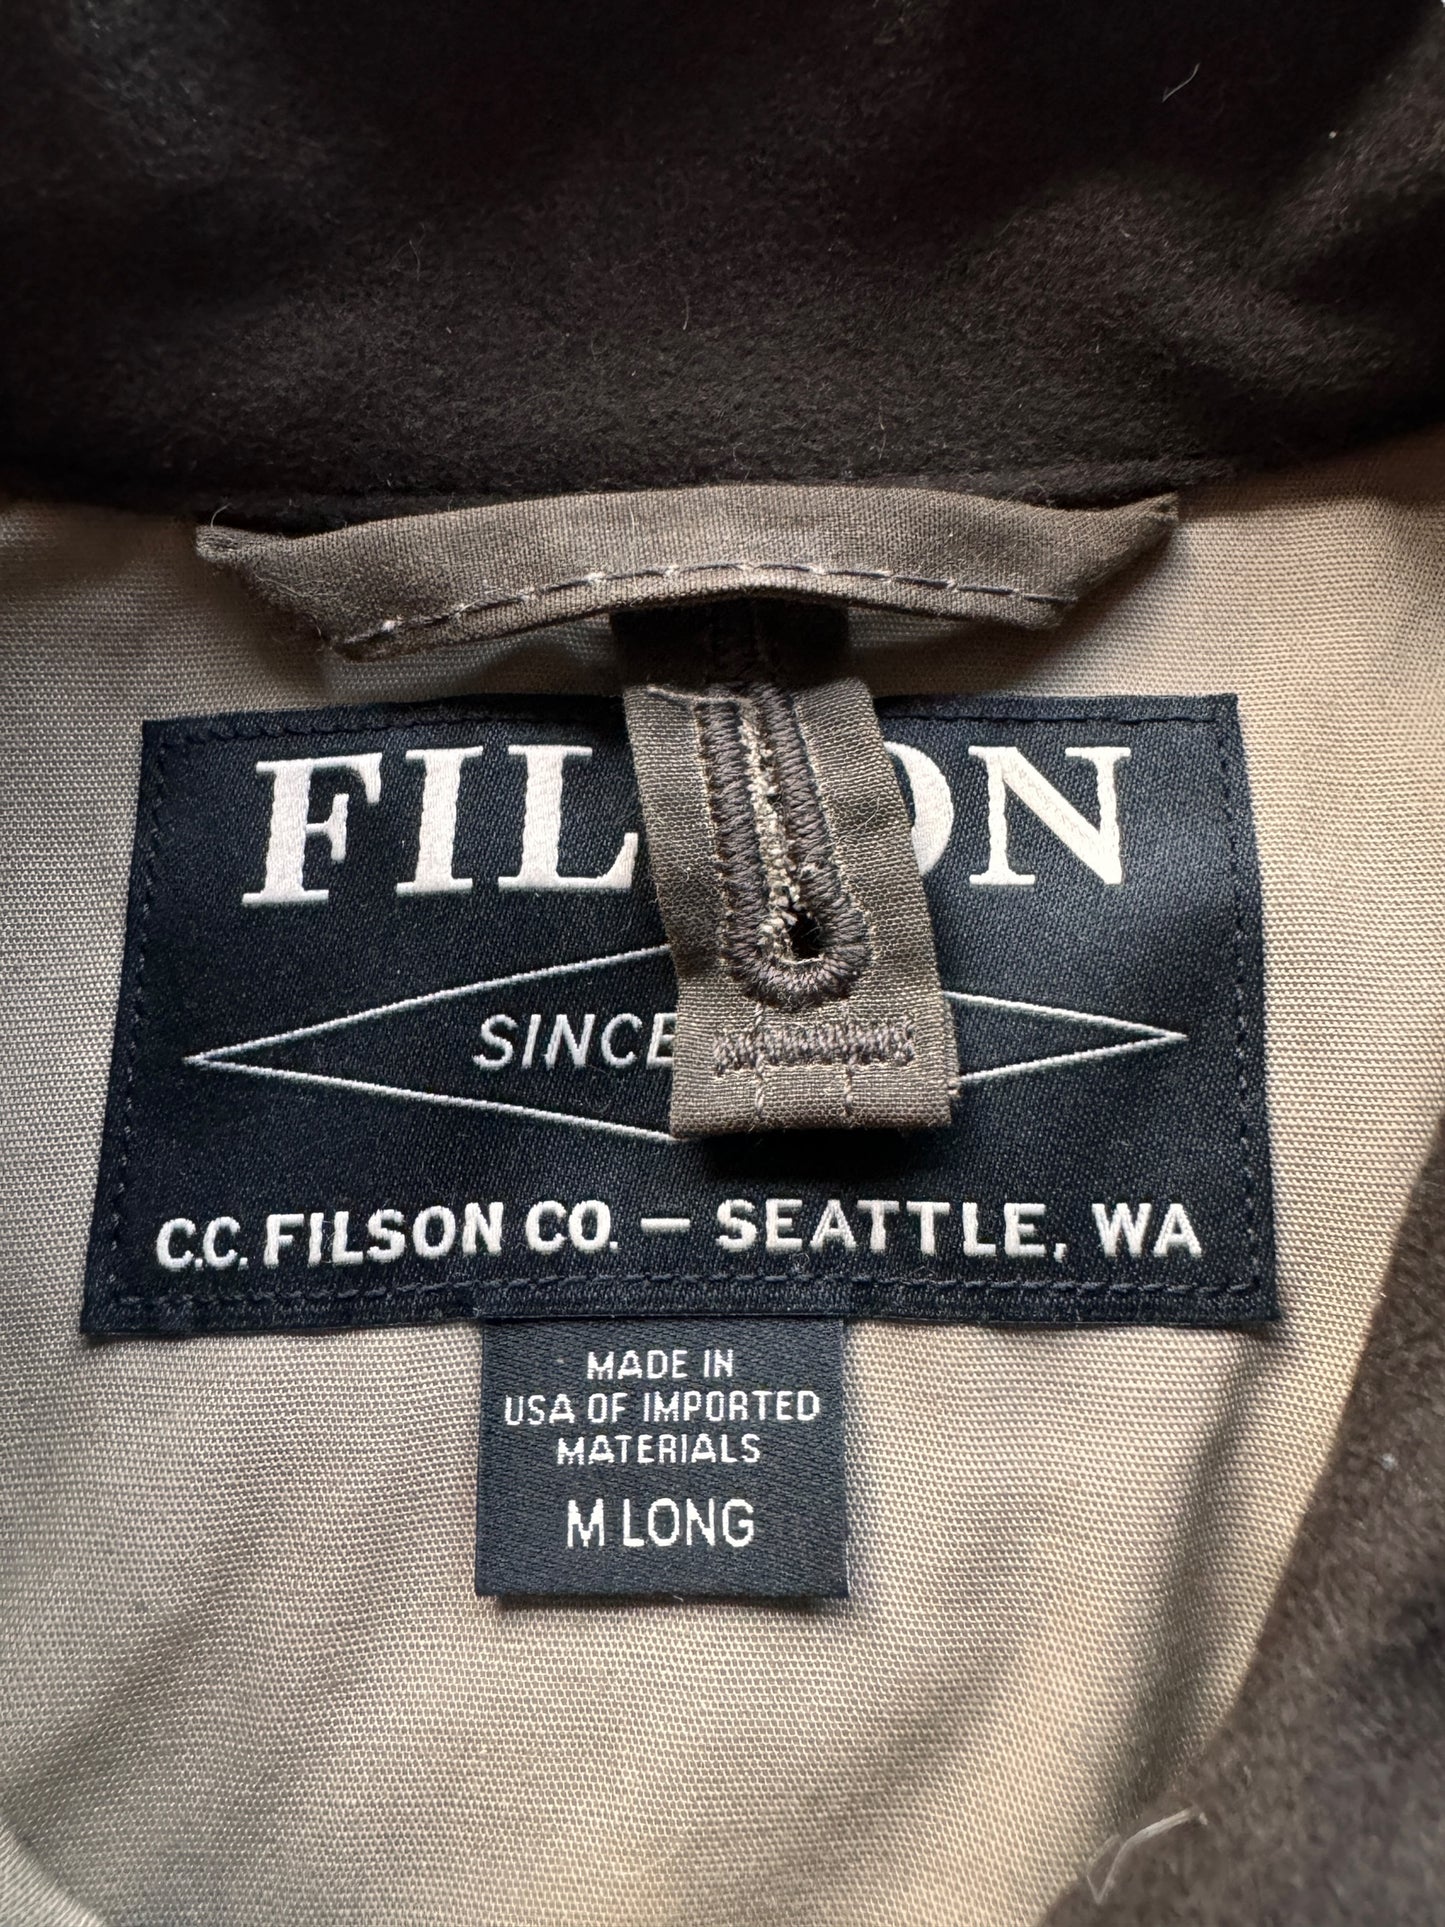 FIL ON
SINCE
C.C. FILSON CO. — SEATTLE, WA
MADE IN
USA OF IMPORTED
MATERIALS
M LONG